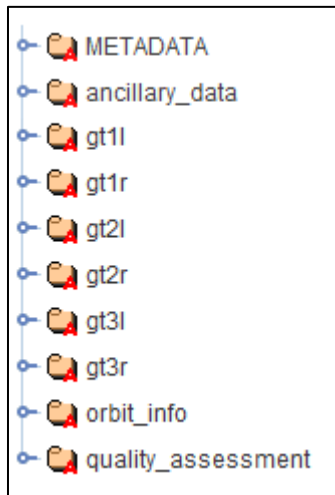 METADATA
ancillary_data
gt1l
gt1r
gt2l
gt2r
gt3l
gt3r
orbit_info
quality_assessment